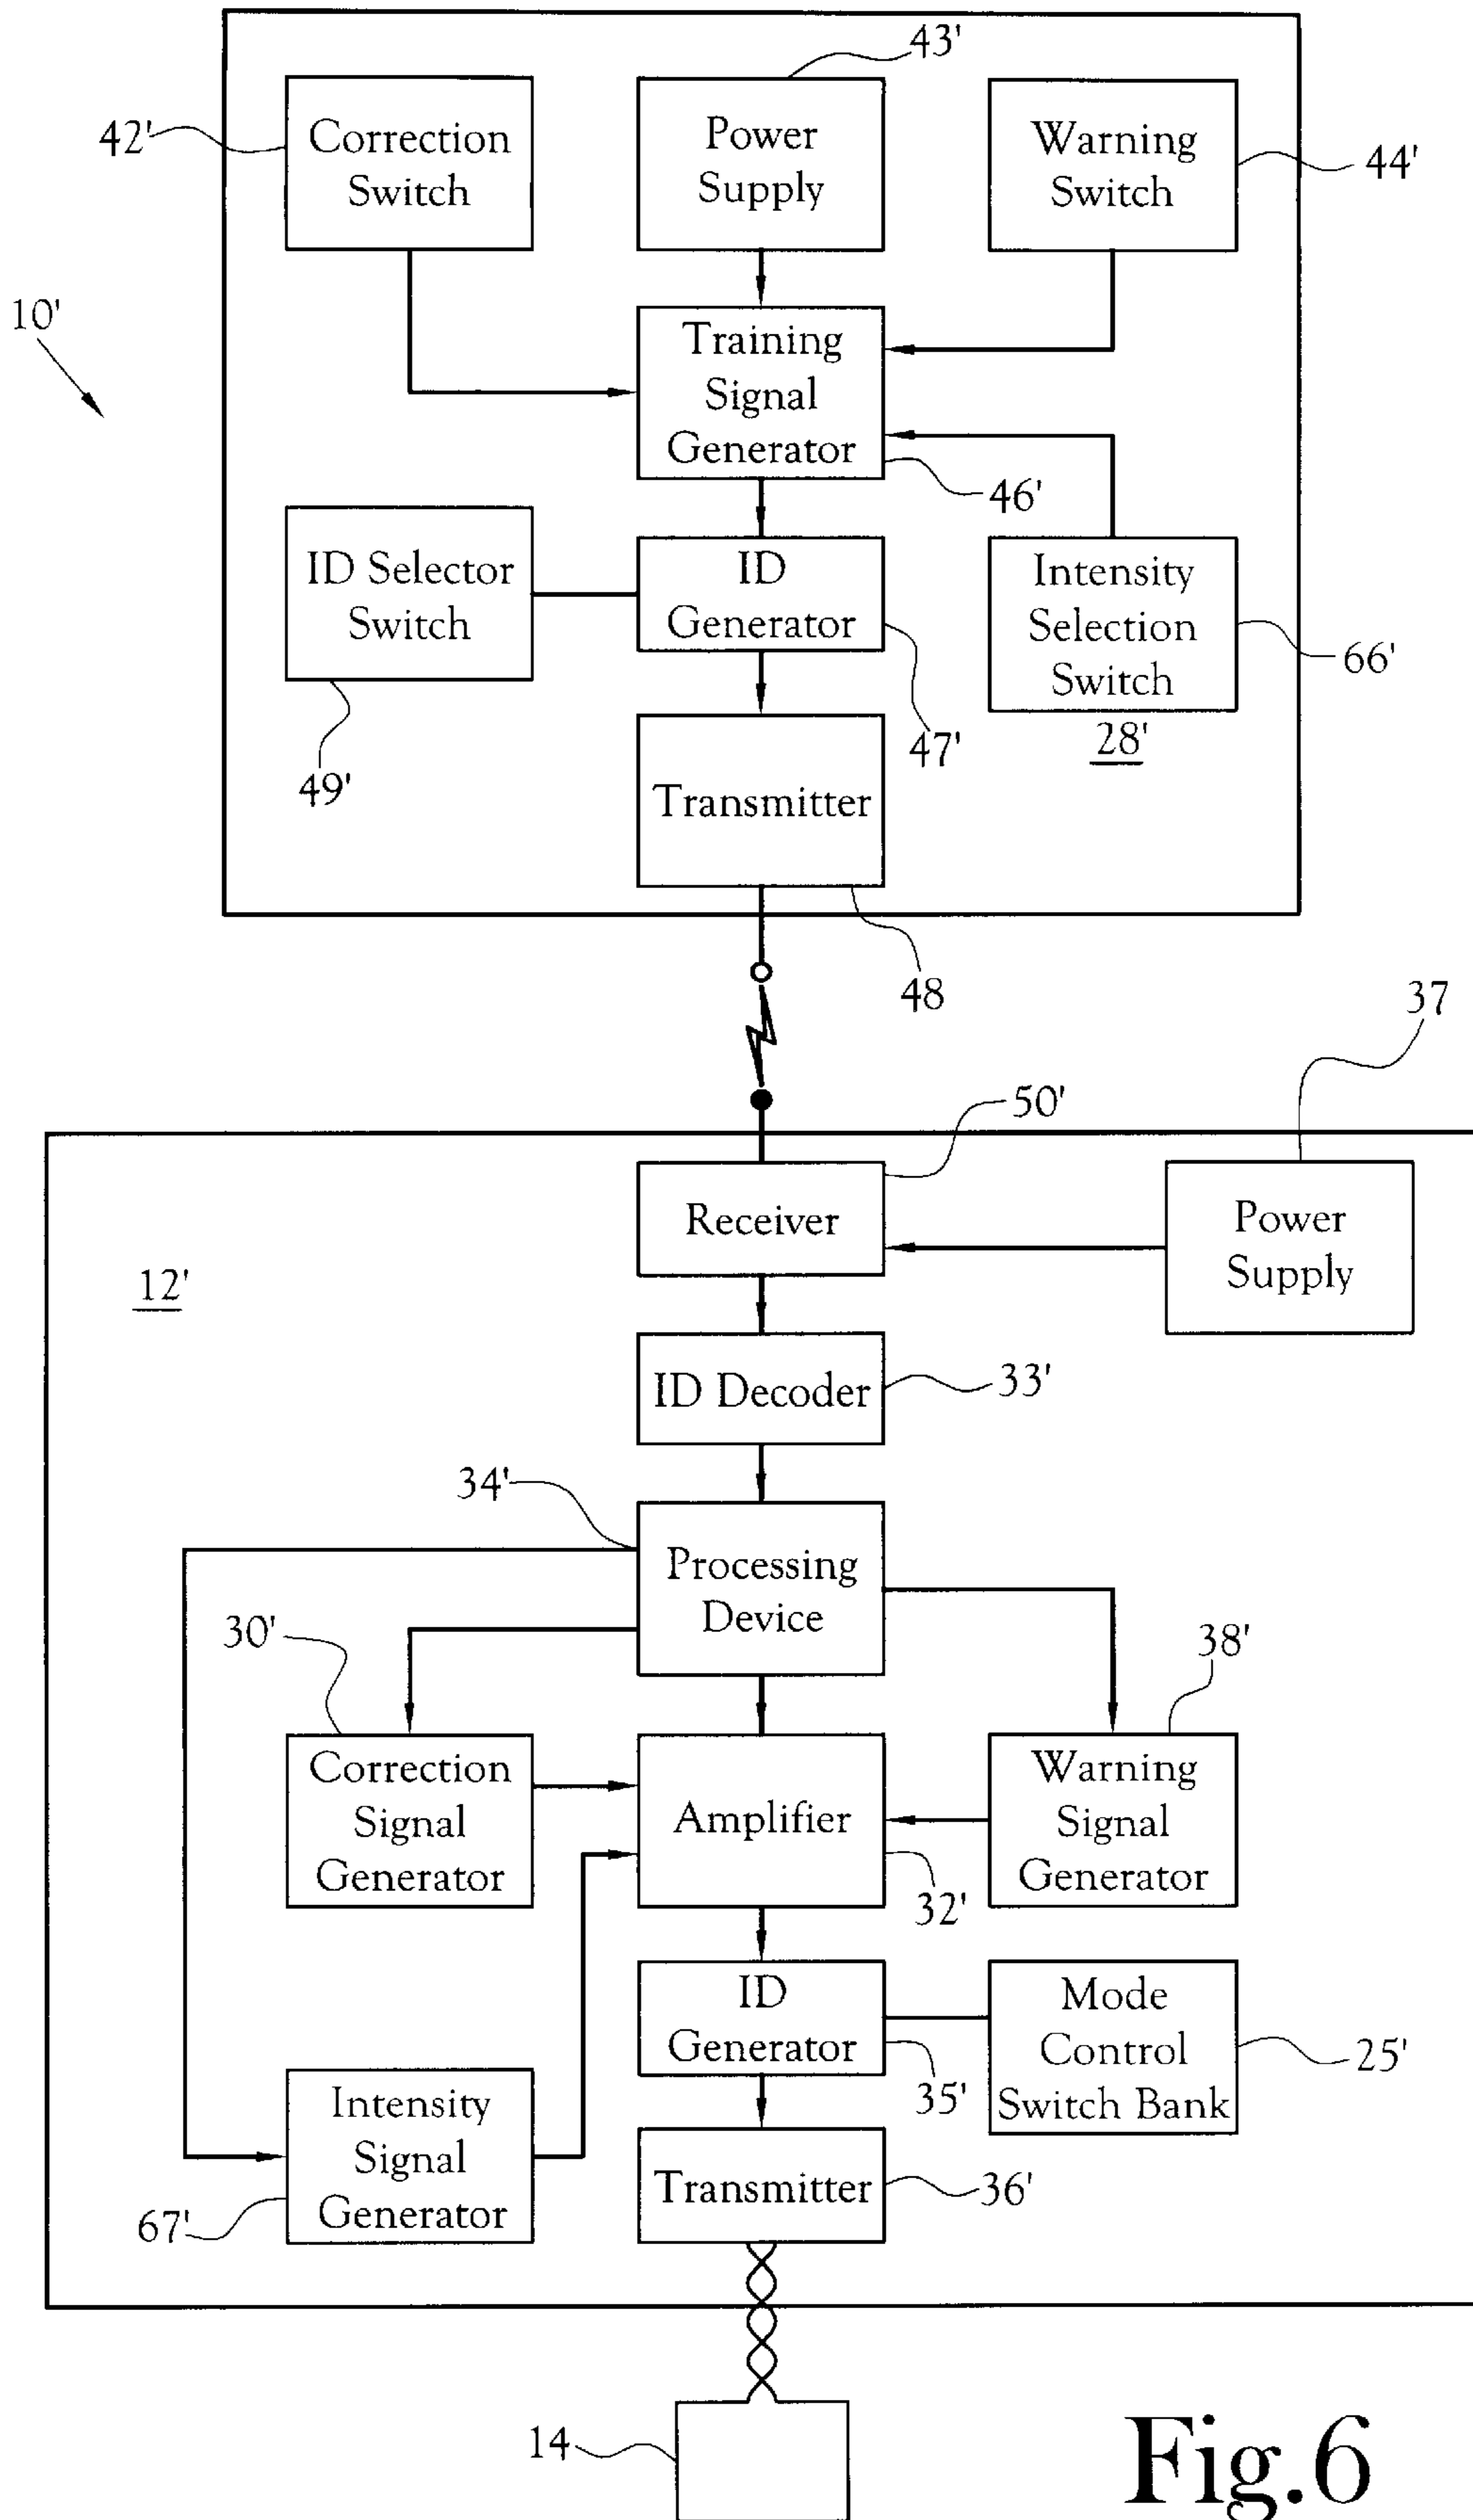 43'
42'
Correction
Switch
Power
Supply
Warning
Switch
44'
10'
Training
Signal
Generator
46'
ID Selector
Switch
ID
Generator
Intensity
Selection
Switch
66'
49'
47'
28'
Transmitter
48
37
50'
Receiver
Power
Supply
12'
ID Decoder
33'
34'
Processing
Device
30'
38'
Correction
Signal
Generator
Amplifier
Warning
Signal
Generator
32'
ID
Generator
Mode
Control
Switch Bank
25'
35'
Intensity
Signal
Generator
Transmitter
36'
67'
14
Fig.6